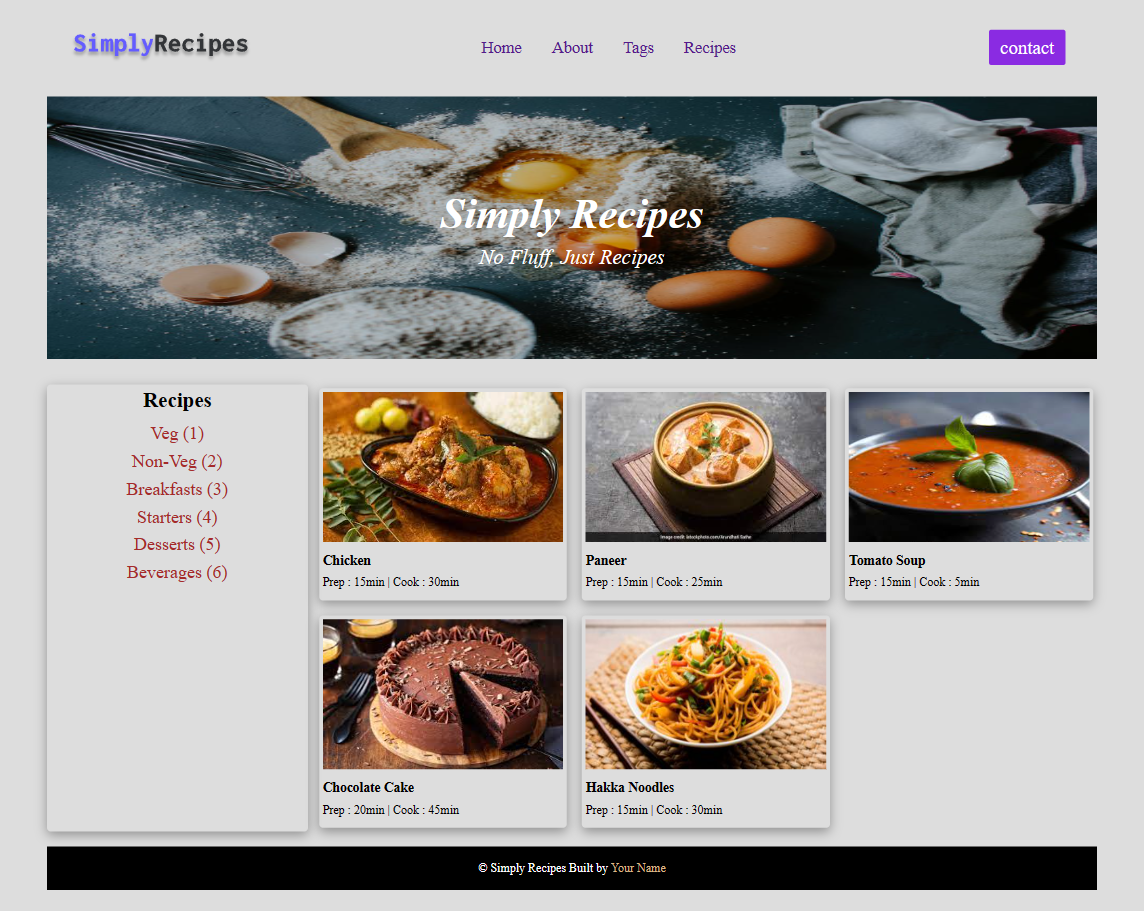 SimplyRecipes
Home About Tags Recipes
contact
Simply Recipes
No Fluff, Just Recipes
Recipes
Veg (1)
Non-Veg (2)
Breakfasts (3)
Starters (4)
Desserts (5)
Beverages (6)
Chicken
Prep : 15min | Cook : 30min
Paneer
Prep : 15min | Cook : 25min
Tomato Soup
Prep : 15min | Cook : 5min
Chocolate Cake
Prep : 20min | Cook : 45min
Hakka Noodles
Prep : 15min | Cook : 30min
© Simply Recipes Built by Your Name